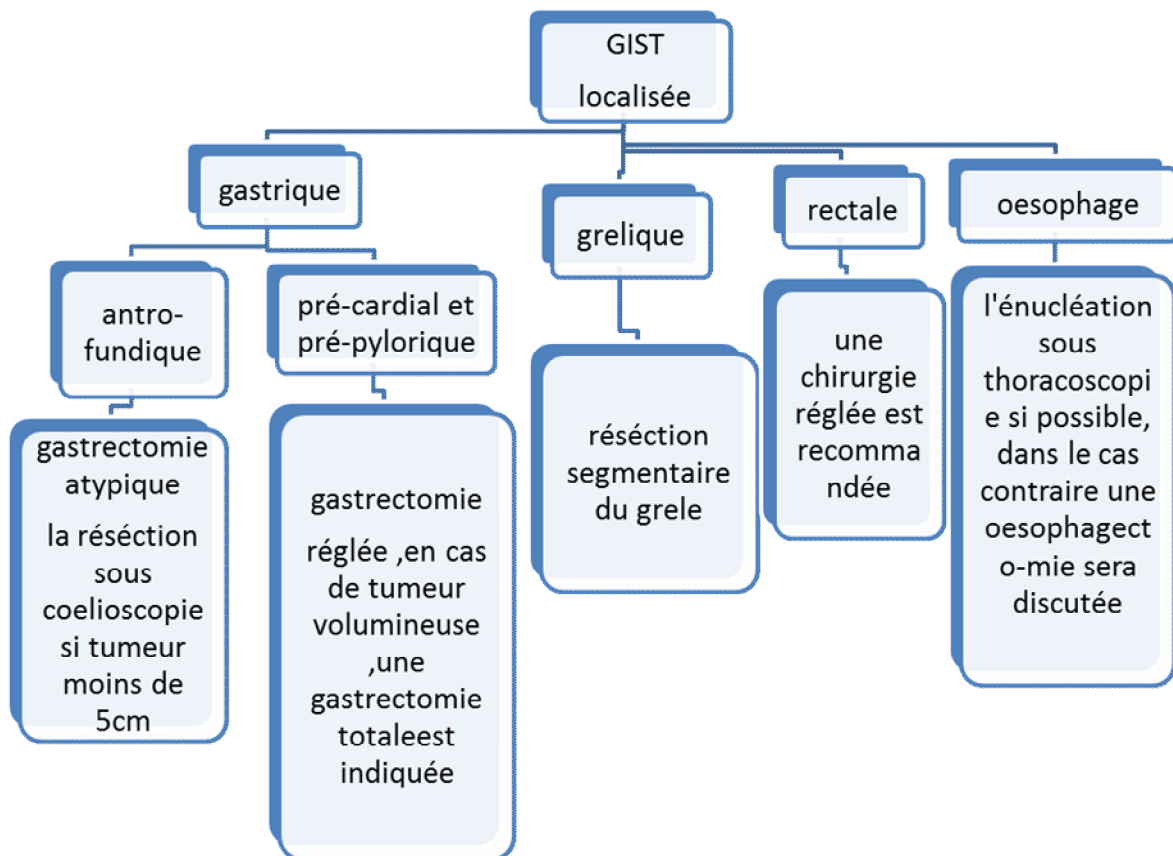 GIST
localisée
gastrique
antro-
fundique
gastrectomie
atypique
la réséction
sous
coelioscopie
si tumeur
moins de
5cm
pré-cardial et
pré-pylorique
gastrectomie
réglée ,en cas
de tumeur
volumineuse
,une
gastrectomie
totaleest
indiquée
grelique
réséction
segmentaire
du grele
rectale
une
chirurgie
réglée est
recomma
ndée
oesophage
l'énucléation
sous
thoracoscopi
e si possible,
dans le cas
contraire une
oesophagect
o-mie sera
discutée